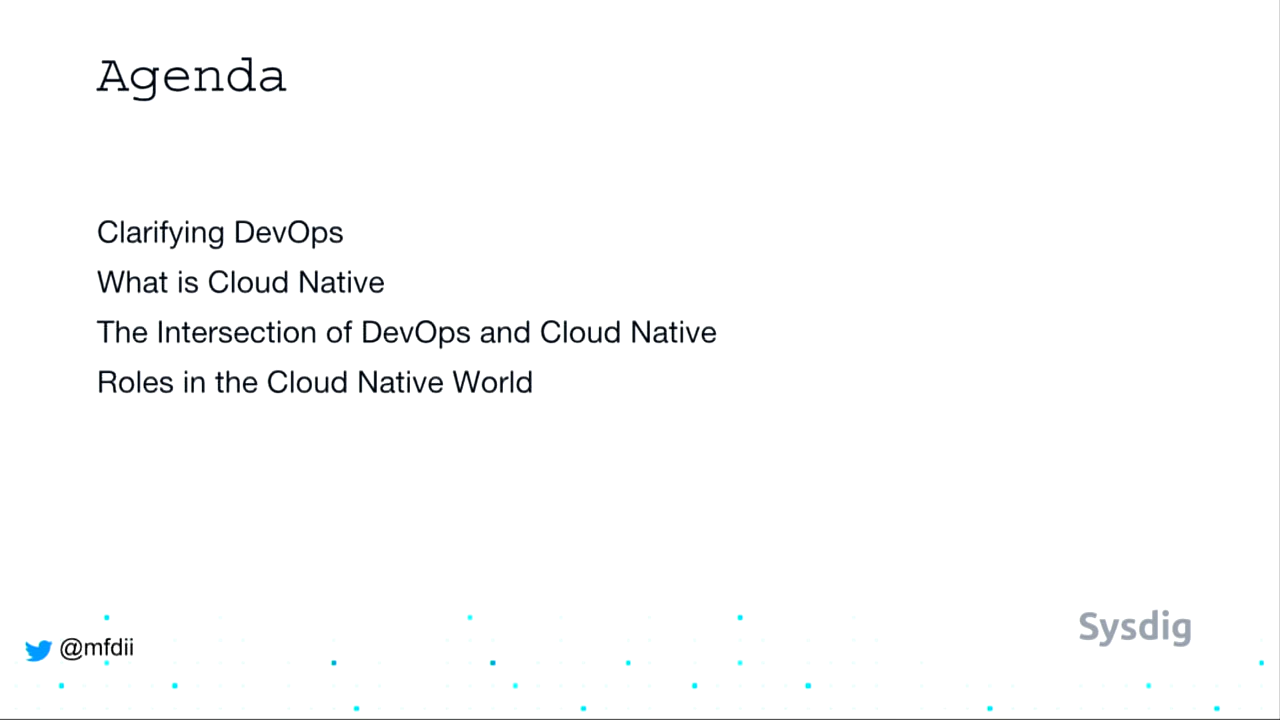 Agenda
Clarifying DevOps
What is Cloud Native
The Intersection of DevOps and Cloud Native
Roles in the Cloud Native World
@mfdii
Sysdig